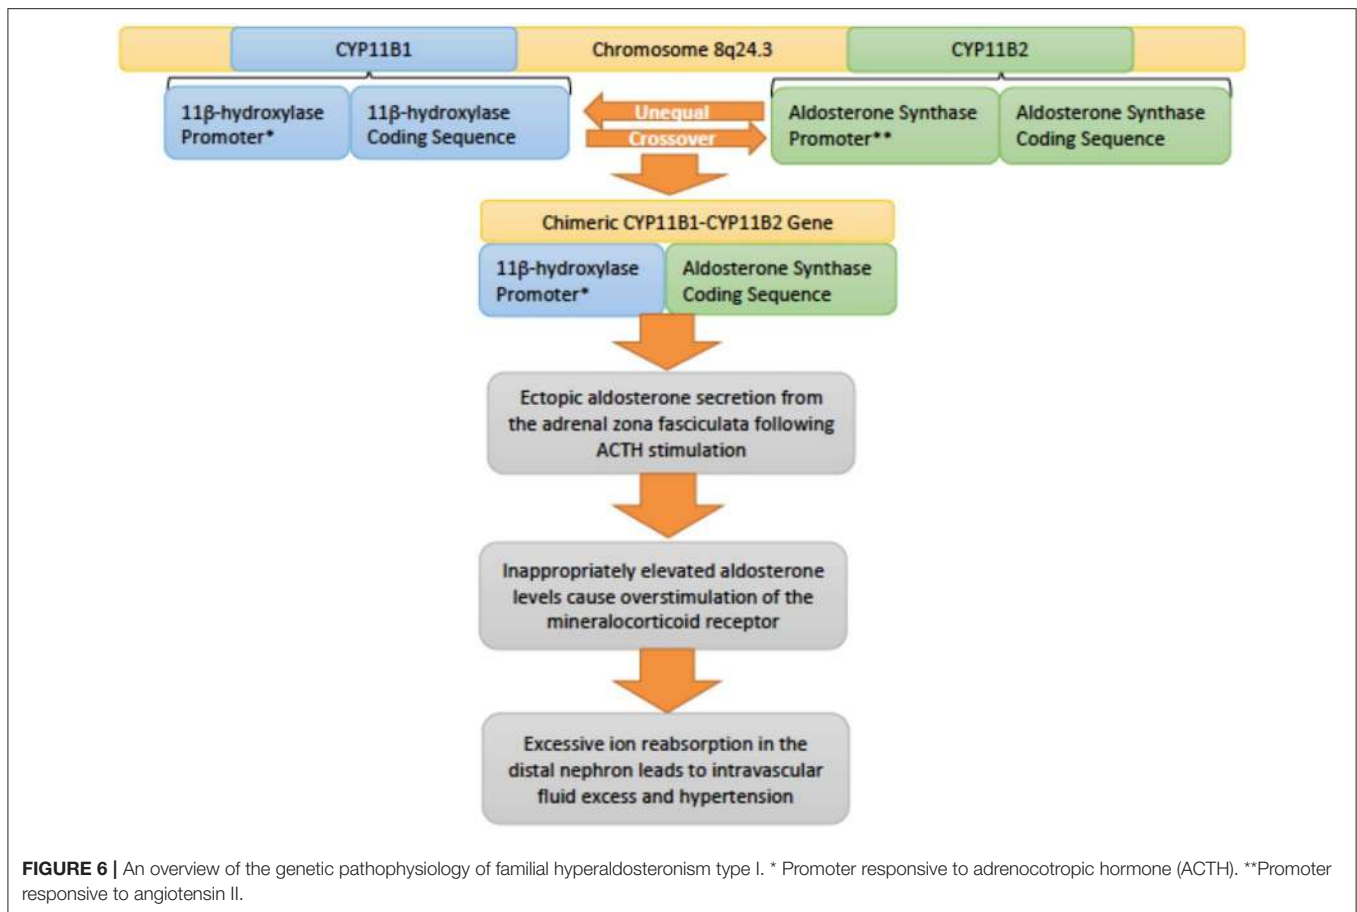 CYP11B1
Chromosome 8q24.3
CYP11B2
11β-hydroxylase
Promoter*
11β-hydroxylase
Coding Sequence
Unequal
Crossover
Aldosterone Synthase
Promoter**
Aldosterone Synthase
Coding Sequence
Chimeric CYP11B1-CYP11B2 Gene
11β-hydroxylase
Promoter*
Aldosterone Synthase
Coding Sequence
Ectopic aldosterone secretion from
the adrenal zona fasciculata following
ACTH stimulation
Inappropriately elevated aldosterone
levels cause overstimulation of the
mineralocorticoid receptor
Excessive ion reabsorption in the
distal nephron leads to intravascular
fluid excess and hypertension
FIGURE 6 | An overview of the genetic pathophysiology of familial hyperaldosteronism type I. * Promoter responsive to adrenocotropic hormone (ACTH). **Promoter
responsive to angiotensin II.